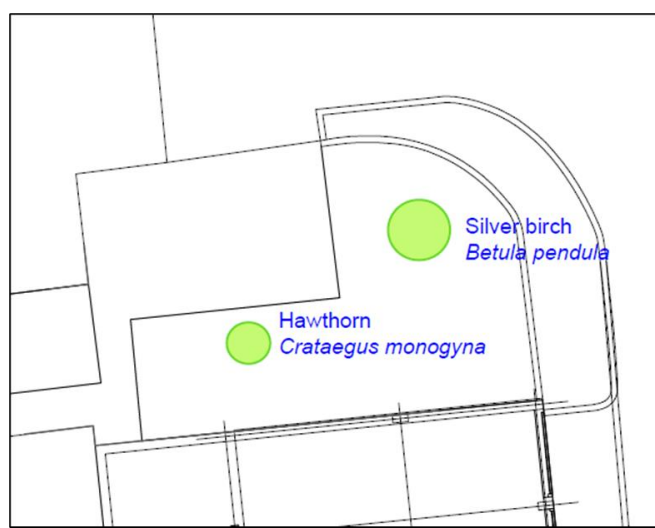 Silver birch
Betula pendula
Hawthorn
Crataegus monogyna